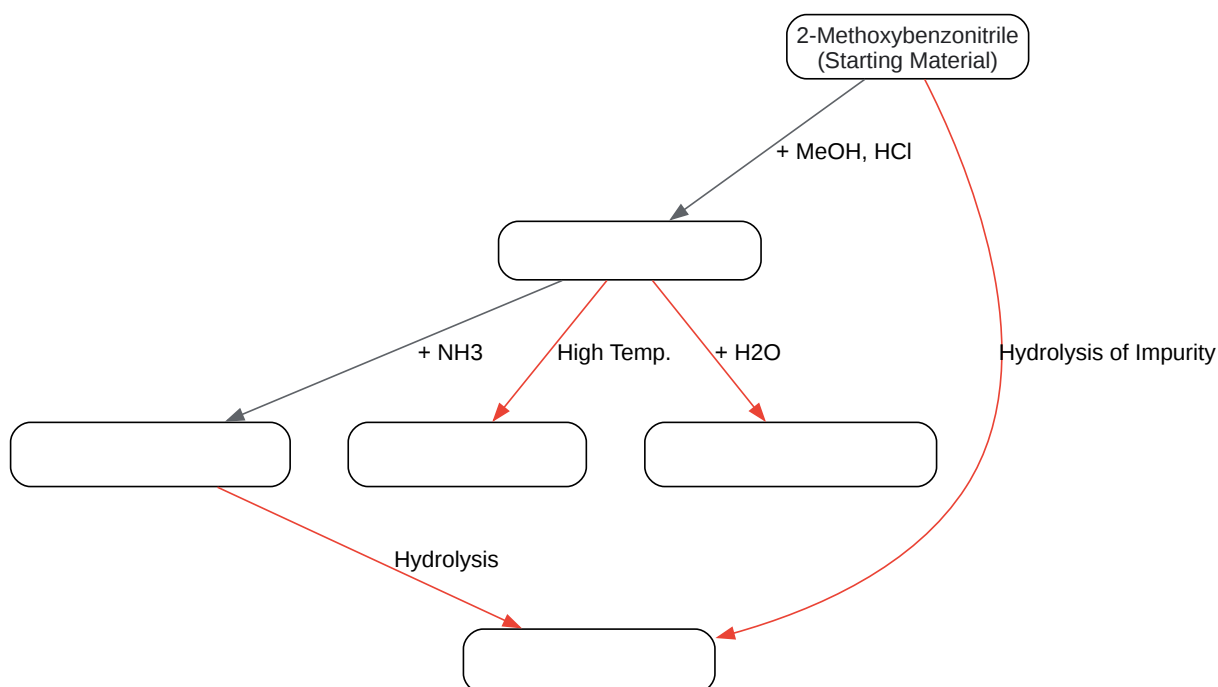 2-Methoxybenzonitrile
(Starting Material)
+ MeOH, HCl
+ NH3
High Temp.
+ H2O
Hydrolysis of Impurity
Hydrolysis